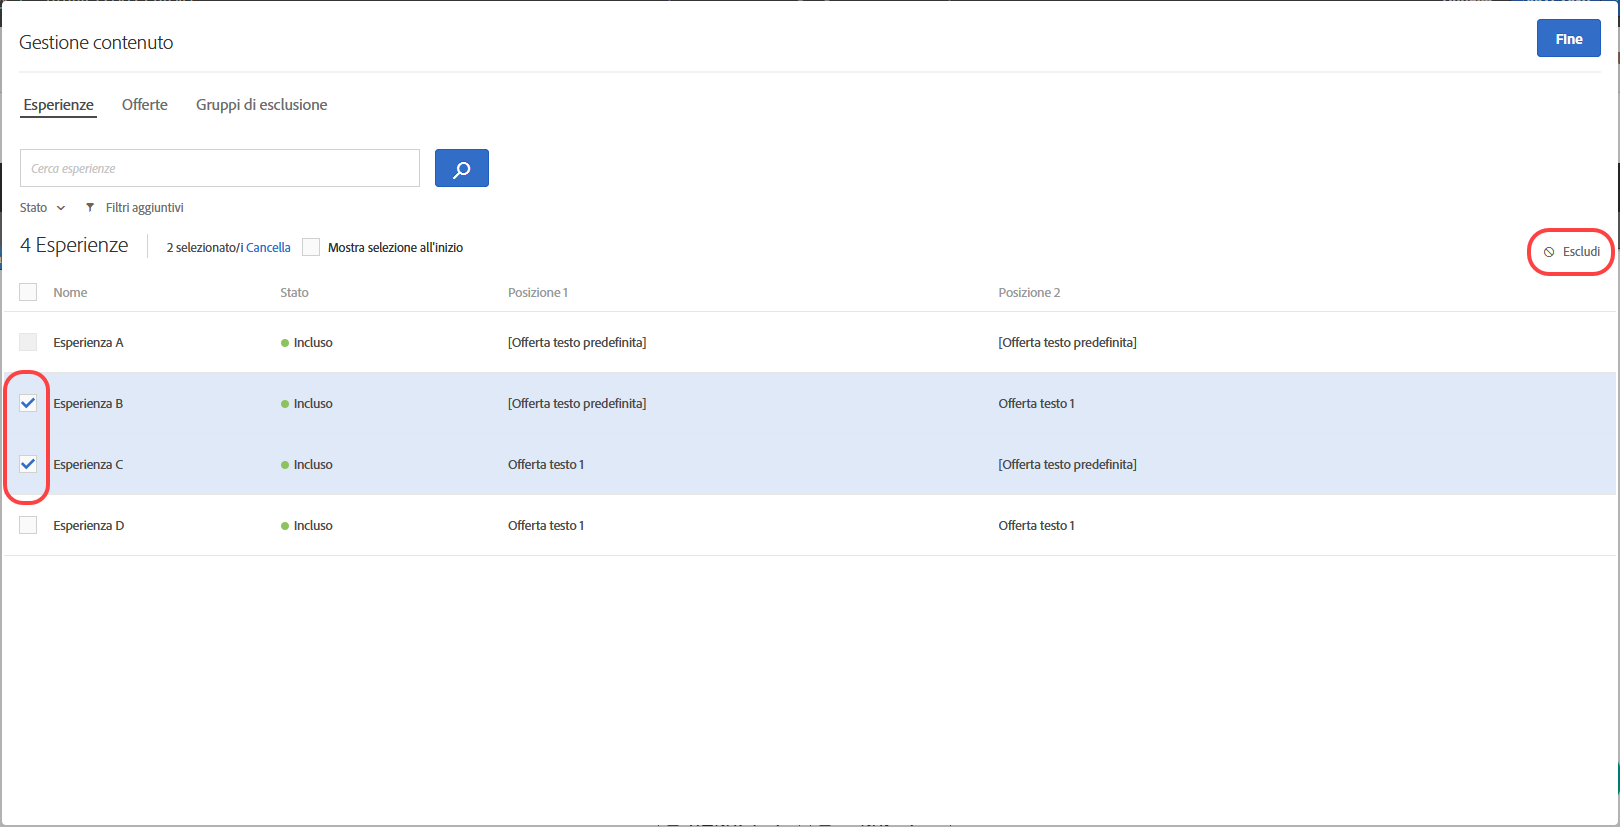 Gestione contenuto
Fine
Esperienze Offerte Gruppi di esclusione
Cerca esperienze
Stato Filtri aggiuntivi
4 Esperienze 2 selezionato/i Cancella Mostra selezione all'inizio
Escludi
Nome Stato Posizione 1 Posizione 2
Esperienza A Incluso [Offerta testo predefinita] [Offerta testo predefinita]
Esperienza B Incluso [Offerta testo predefinita] Offerta testo 1
Esperienza C Incluso Offerta testo 1 [Offerta testo predefinita]
Esperienza D Incluso Offerta testo 1 Offerta testo 1